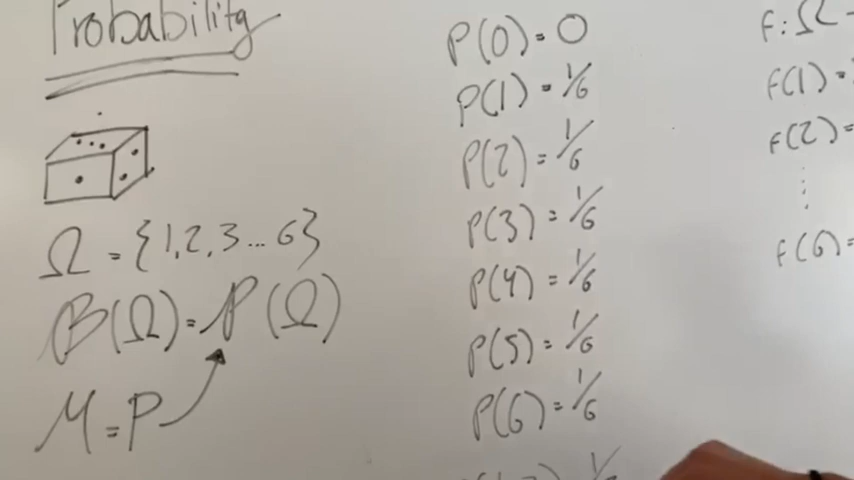 Probability
Ω = {1,2,3...6}
B(Ω) = P(Ω)
M = P
P(0) = 0
P(1) = 1/6
P(2) = 1/6
P(3) = 1/6
P(4) = 1/6
P(5) = 1/6
P(6) = 1/6
f: Ω
f(1) =
f(2) =
⋮
f(6) =